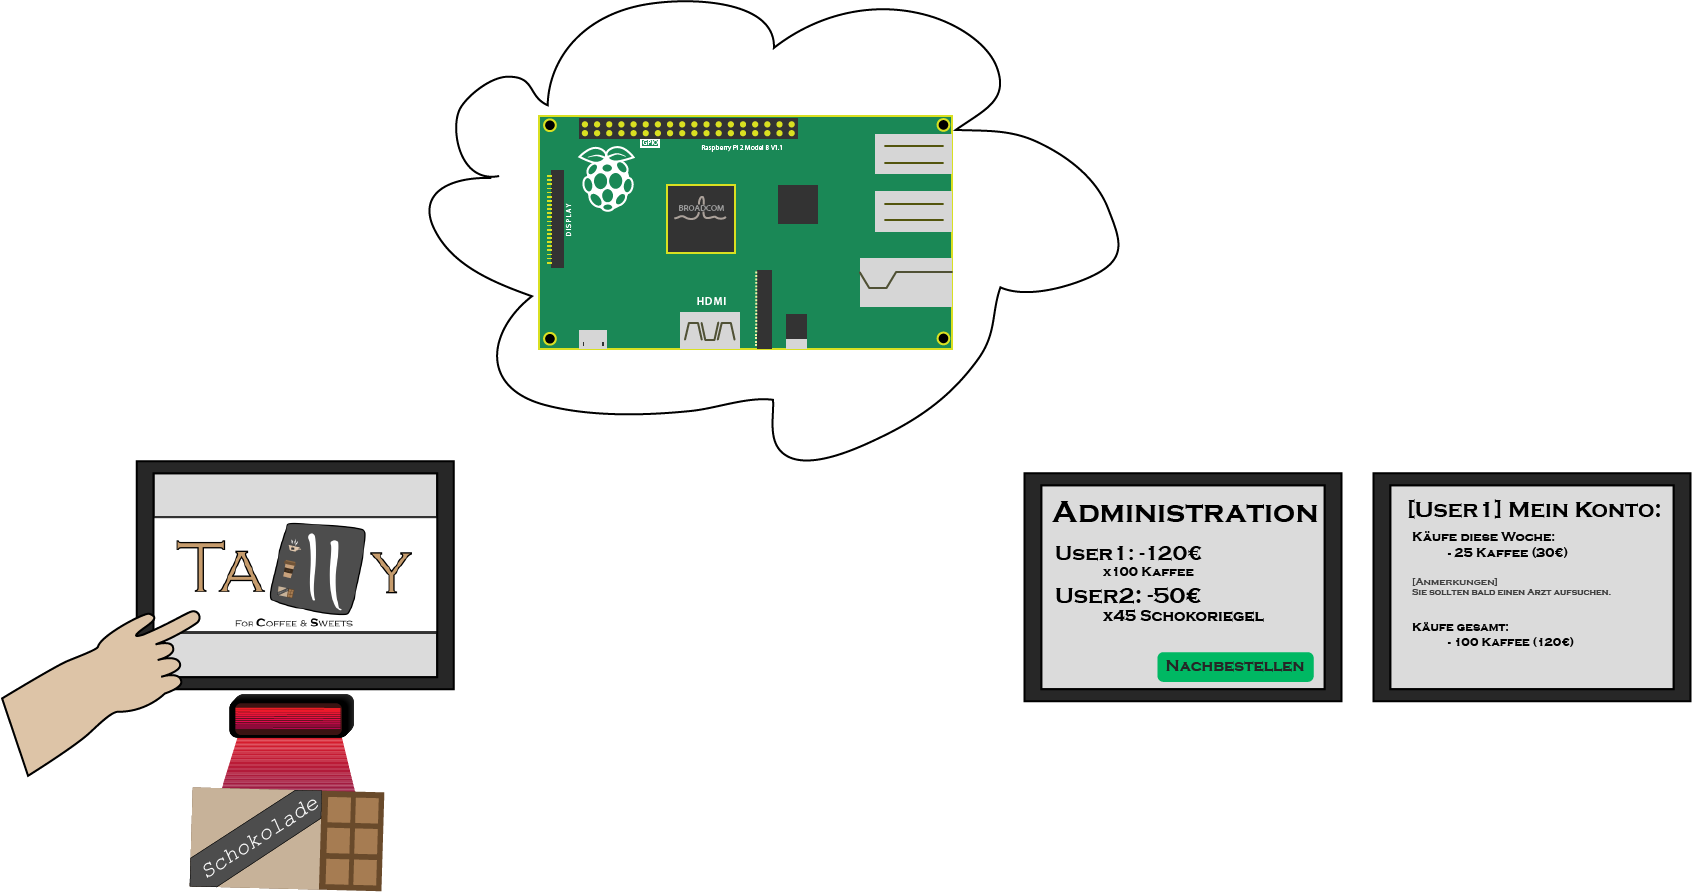 GPIO
Raspberry Pi 2 Model B V1.1
DISPLAY
BROADCOM
HDMI
Tally
For Coffee & Sweets
Schokolade
Administration
User1: -120€
x100 Kaffee
User2: -50€
x45 Schokoriegel
Nachbestellen
[User1] Mein Konto:
Käufe diese Woche:
- 25 Kaffee (30€)
[Anmerkungen]
Sie sollten bald einen Arzt aufsuchen.
Käufe gesamt:
- 100 Kaffee (120€)